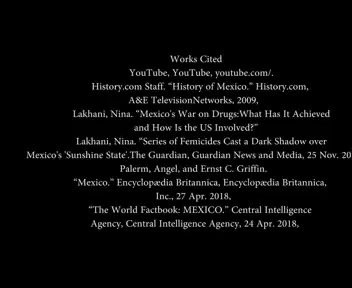 Works Cited
YouTube, YouTube, youtube.com/.
History.com Staff. “History of Mexico.” History.com,
A&E TelevisionNetworks, 2009,
Lakhani, Nina. “Mexico's War on Drugs:What Has It Achieved
and How Is the US Involved?”
Lakhani, Nina. “Series of Femicides Cast a Dark Shadow over
Mexico's 'Sunshine State'.The Guardian, Guardian News and Media, 25 Nov. 20
Palerm, Angel, and Ernst C. Griffin.
“Mexico.” Encyclopædia Britannica, Encyclopædia Britannica,
Inc., 27 Apr. 2018,
“The World Factbook: MEXICO.” Central Intelligence
Agency, Central Intelligence Agency, 24 Apr. 2018,